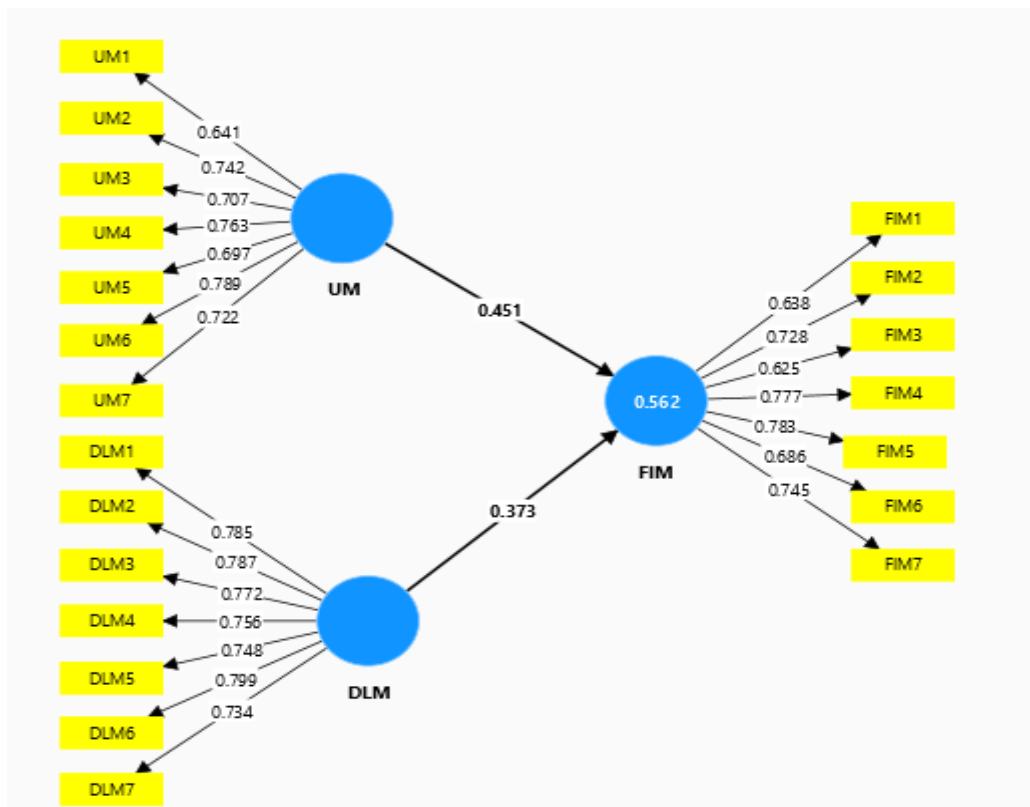 UM1
UM2
UM3
UM4
UM5
UM6
UM7
0.641
0.742
0.707
0.763
0.697
0.789
0.722
UM
0.451
DLM1
DLM2
DLM3
DLM4
DLM5
DLM6
DLM7
0.785
0.787
0.772
0.756
0.748
0.799
0.734
DLM
0.373
0.562
FIM
0.638
0.728
0.625
0.777
0.783
0.686
0.745
FIM1
FIM2
FIM3
FIM4
FIM5
FIM6
FIM7